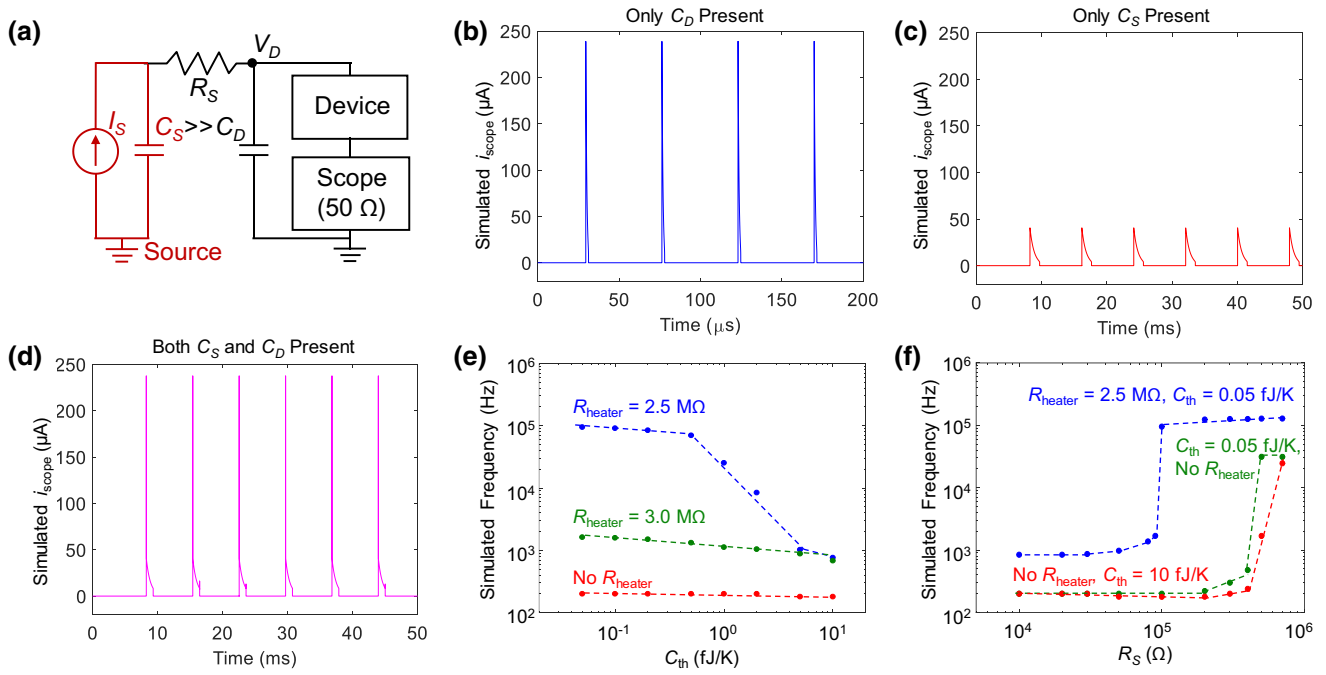 (a)
V_D
R_S
I_S
C_S>>C_D
Device
Scope
(50 Ω)
Source
(b)
Only C_D Present
Simulated i_scope (µA)
250
200
150
100
50
0
0 50 100 150 200
Time (µs)
(c)
Only C_S Present
Simulated i_scope (µA)
250
200
150
100
50
0
0 10 20 30 40 50
Time (ms)
(d)
Both C_S and C_D Present
Simulated i_scope (µA)
250
200
150
100
50
0
0 10 20 30 40 50
Time (ms)
(e)
Simulated Frequency (Hz)
10^6
10^5
10^4
10^3
10^2
R_heater = 2.5 MΩ
R_heater = 3.0 MΩ
No R_heater
10^-1 10^0 10^1
C_th (fJ/K)
(f)
Simulated Frequency (Hz)
10^6
10^5
10^4
10^3
10^2
R_heater = 2.5 MΩ, C_th = 0.05 fJ/K
C_th = 0.05 fJ/K,
No R_heater
No R_heater, C_th = 10 fJ/K
10^4 10^5 10^6
R_S (Ω)